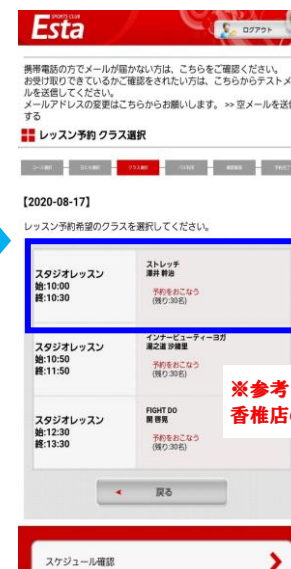 SPORTS CLUB
Esta
ログアウト
携帯電話の方でメールが届かない方は、こちらをご確認ください。
お受け取りできているかご確認をされたい方は、こちらからテストメ
ールを送信してください。
メールアドレスの変更はこちらからお願いします。 >> 空メールを送信
する
レッスン予約 クラス選択
クラス選択
【2020-08-17】
レッスン予約希望のクラスを選択してください。
スタジオレッスン
始:10:00
終:10:30
ストレッチ
予約をおこなう
(残り:30名)
スタジオレッスン
始:10:50
終:11:50
インナービューティーヨガ
予約をおこなう
(残り:30名)
スタジオレッスン
始:12:30
終:13:30
FIGHT DO
予約をおこなう
(残り:30名)
※参考
香椎店の
戻る
スケジュール確認